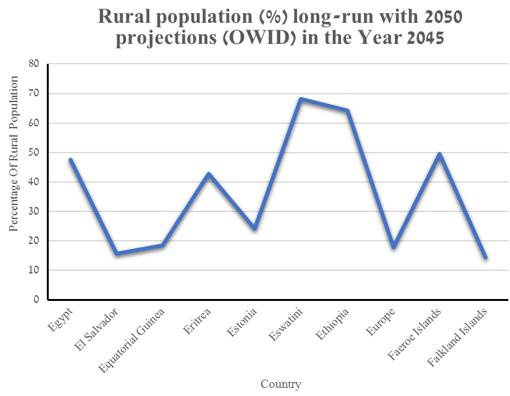 Rural population (%) long-run with 2050
projections (OWID) in the Year 2045
Percentage Of Rural Population
80
70
60
50
40
30
20
10
0
Egypt
El Salvador
Equatorial Guinea
Eritrea
Estonia
Eswatini
Ethiopia
Europe
Faeroe Islands
Falkland Islands
Country